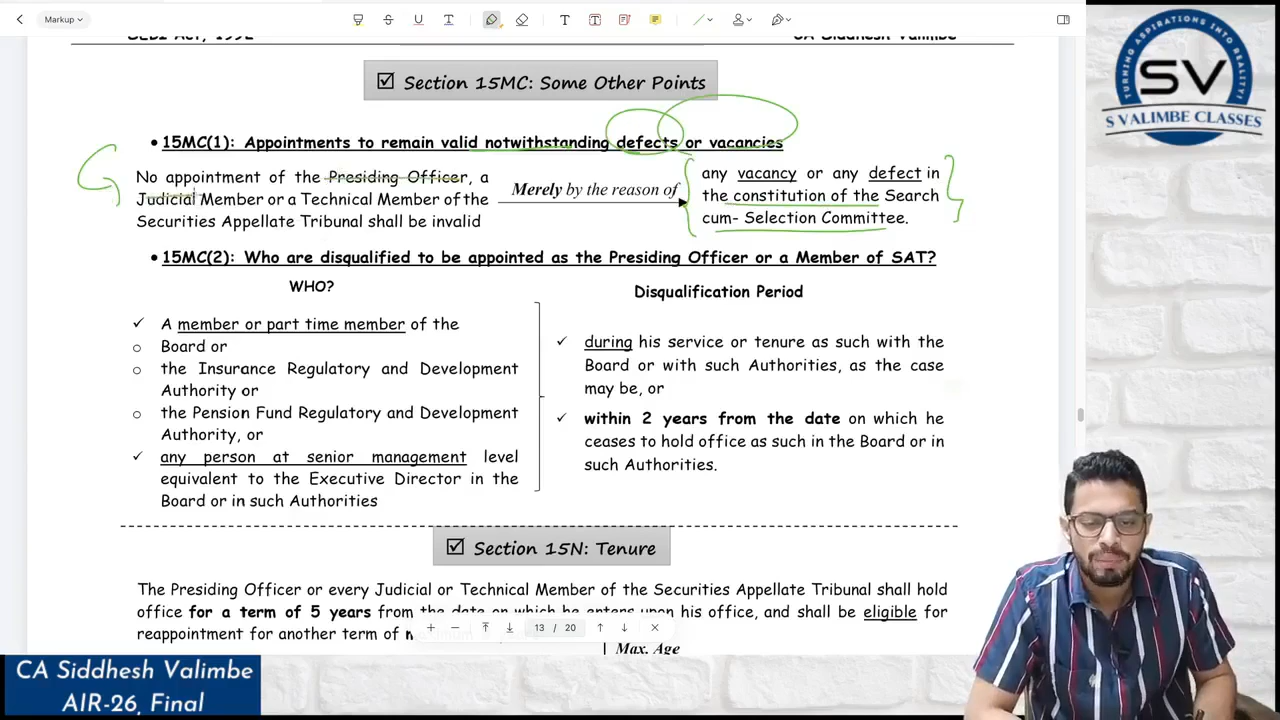 Markup
SEBI Act, 1992
CA Siddhesh Valimbe
☑ Section 15MC: Some Other Points
• 15MC(1): Appointments to remain valid notwithstanding defects or vacancies
No appointment of the Presiding Officer, a
Judicial Member or a Technical Member of the
Securities Appellate Tribunal shall be invalid
Merely by the reason of
any vacancy or any defect in
the constitution of the Search
cum- Selection Committee.
• 15MC(2): Who are disqualified to be appointed as the Presiding Officer or a Member of SAT?
WHO?
✓ A member or part time member of the
o Board or
o the Insurance Regulatory and Development
Authority or
o the Pension Fund Regulatory and Development
Authority, or
✓ any person at senior management level
equivalent to the Executive Director in the
Board or in such Authorities
Disqualification Period
✓ during his service or tenure as such with the
Board or with such Authorities, as the case
may be, or
✓ within 2 years from the date on which he
ceases to hold office as such in the Board or in
such Authorities.
☑ Section 15N: Tenure
The Presiding Officer or every Judicial or Technical Member of the Securities Appellate Tribunal shall hold
office for a term of 5 years from the date on which he enters upon his office, and shall be eligible for
reappointment for another term of
13 / 20
Max. Age
TURNING ASPIRATIONS INTO REALITY!
SV
S VALIMBE CLASSES
CA Siddhesh Valimbe
AIR-26, Final